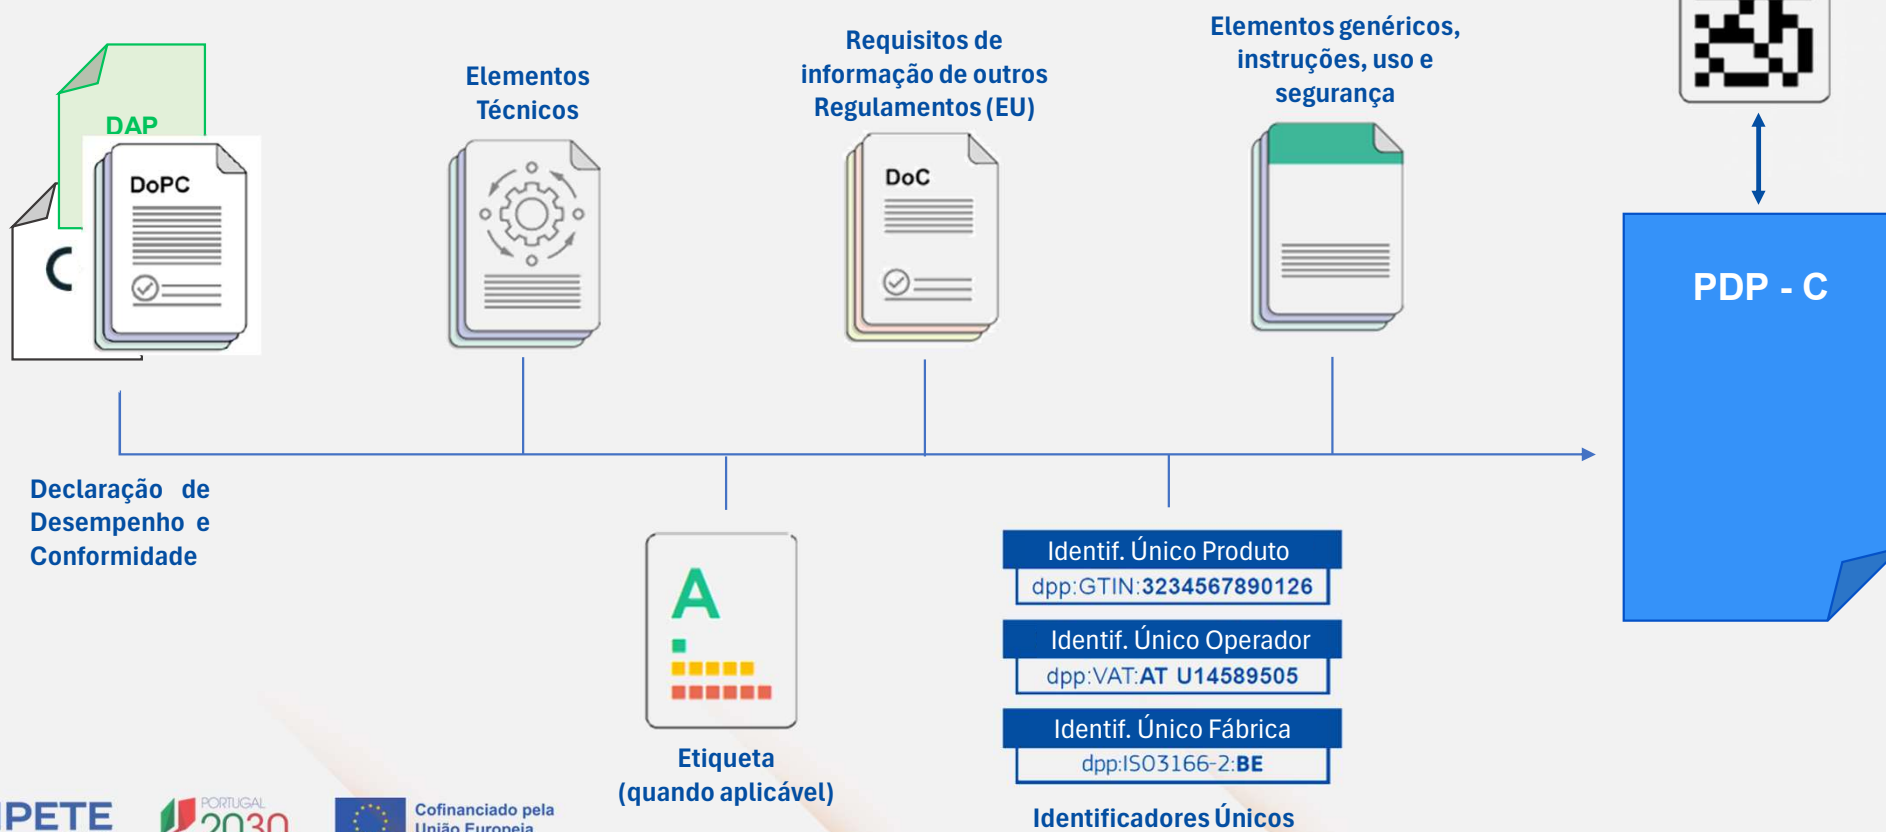 Elementos genéricos,
instruções, uso e
segurança
Requisitos de
informação de outros
Regulamentos (EU)
Elementos
Técnicos
DAP
DoPC
DoC
C
PDP - C
Declaração de
Desempenho e
Conformidade
A
Etiqueta
(quando aplicável)
Identif. Único Produto
dpp:GTIN:3234567890126
Identif. Único Operador
dpp:VAT:AT U14589505
Identif. Único Fábrica
dpp:ISO3166-2:BE
Identificadores Únicos
PETE
PORTUGAL
2030
Cofinanciado pela
União Europeia